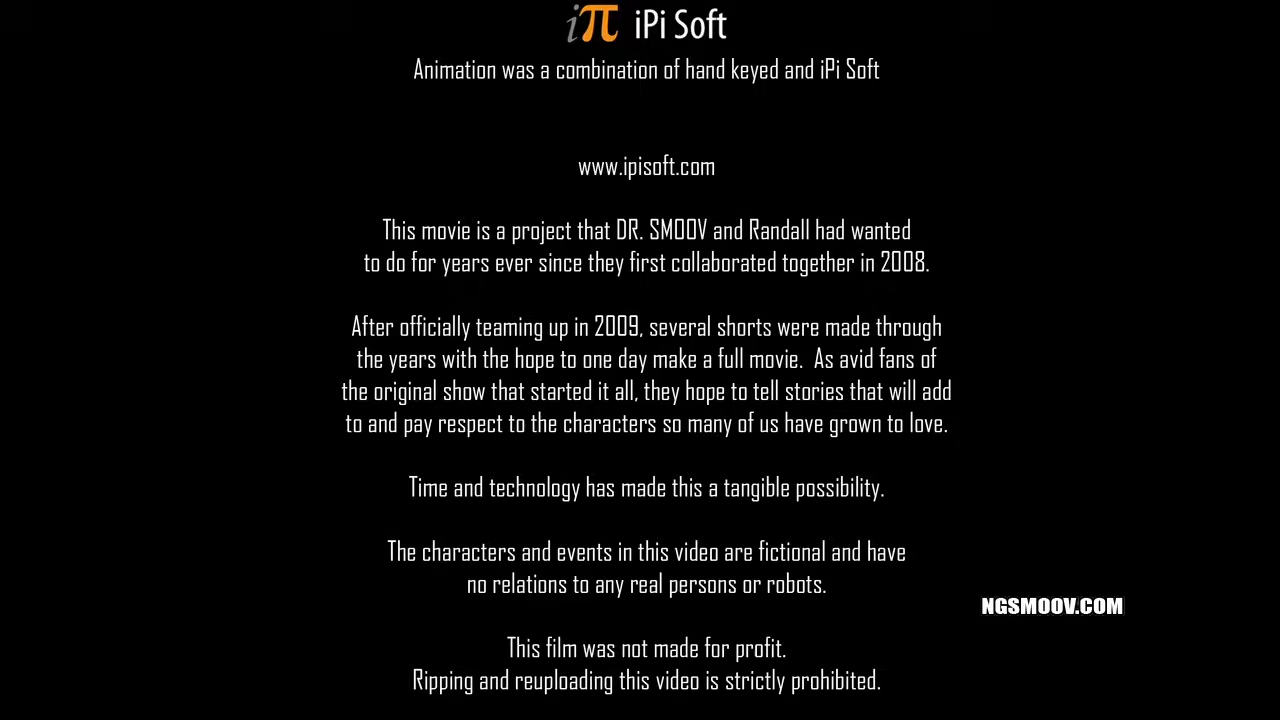 iπ iPi Soft
Animation was a combination of hand keyed and iPi Soft
www.ipisoft.com
This movie is a project that DR. SMOOV and Randall had wanted
to do for years ever since they first collaborated together in 2008.
After officially teaming up in 2009, several shorts were made through
the years with the hope to one day make a full movie.  As avid fans of
the original show that started it all, they hope to tell stories that will add
to and pay respect to the characters so many of us have grown to love.
Time and technology has made this a tangible possibility.
The characters and events in this video are fictional and have
no relations to any real persons or robots.
NGSMOOV.COM
This film was not made for profit.
Ripping and reuploading this video is strictly prohibited.